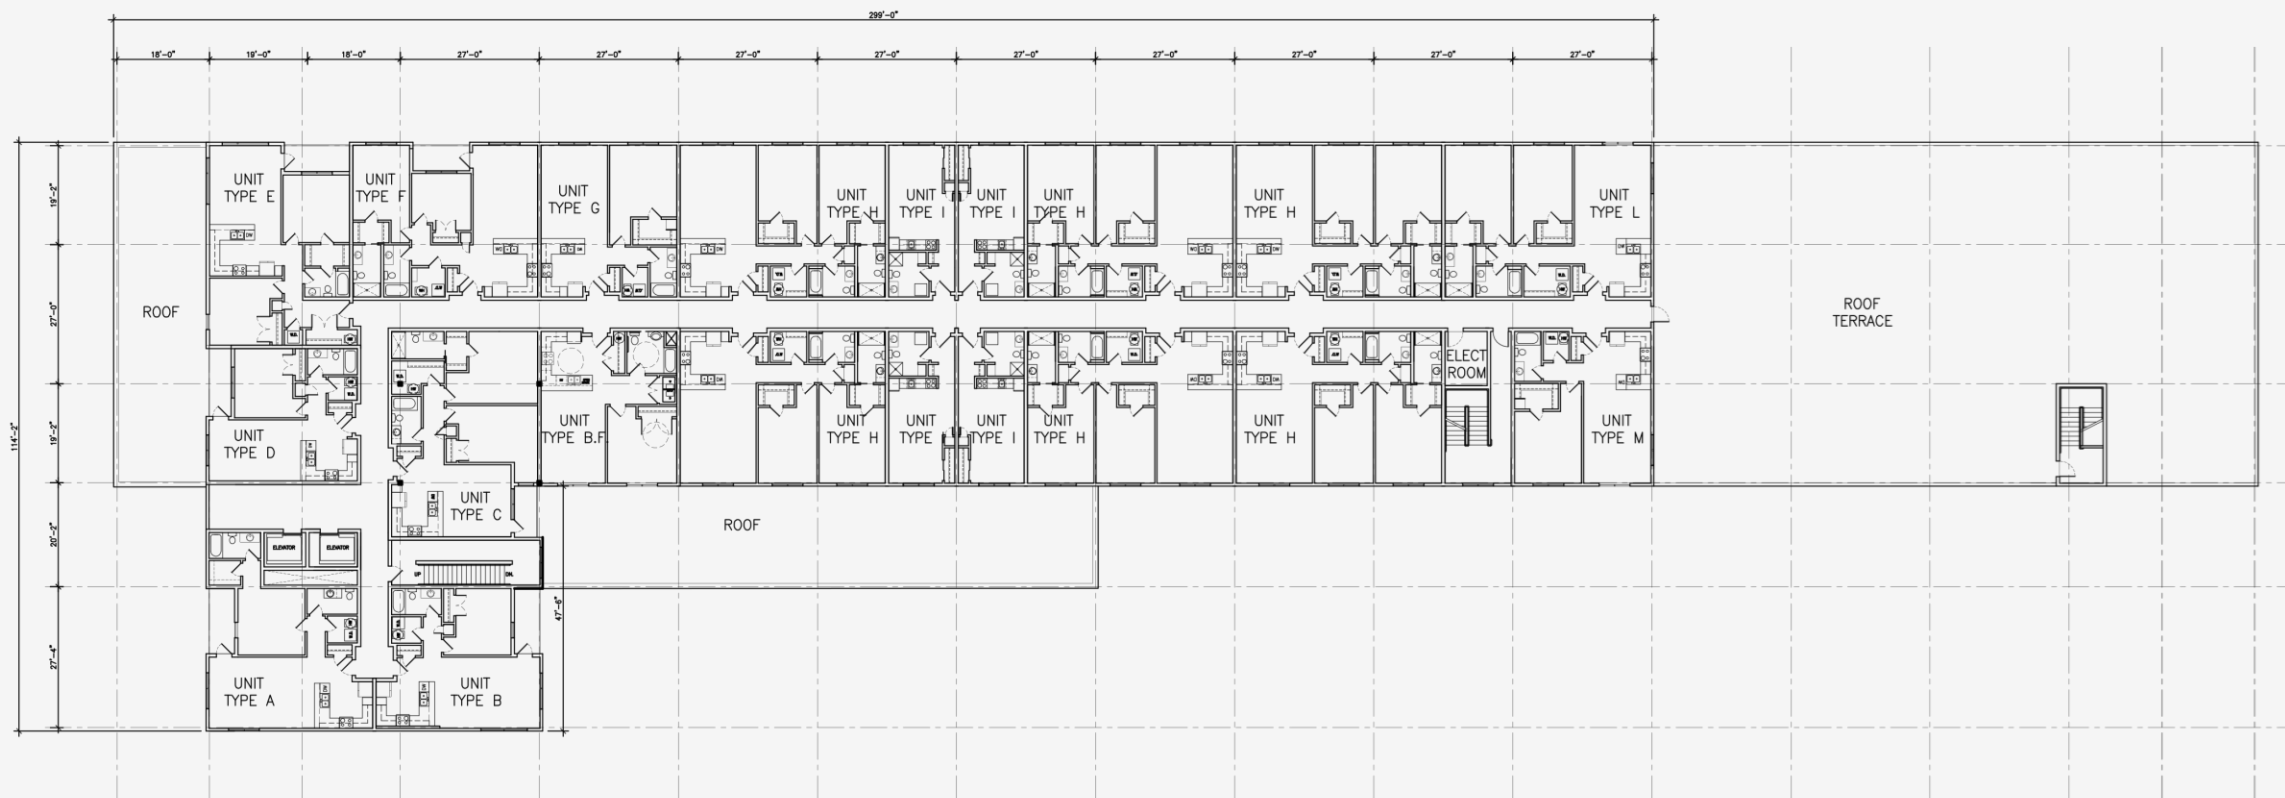 299'-0"
18'-0"
19'-0"
18'-0"
27'-0"
27'-0"
27'-0"
27'-0"
27'-0"
27'-0"
27'-0"
27'-0"
27'-0"
114'-2"
19'-2"
27'-0"
19'-2"
20'-2"
27'-4"
47'-6"
UNIT
TYPE E
UNIT
TYPE F
UNIT
TYPE G
UNIT
TYPE H
UNIT
TYPE I
UNIT
TYPE I
UNIT
TYPE H
UNIT
TYPE H
UNIT
TYPE L
ROOF
ROOF
TERRACE
ELECT
ROOM
UNIT
TYPE D
UNIT
TYPE B.F.
UNIT
TYPE H
UNIT
TYPE I
UNIT
TYPE I
UNIT
TYPE H
UNIT
TYPE H
UNIT
TYPE M
UNIT
TYPE C
ROOF
ELEVATOR
ELEVATOR
UP
DN.
UNIT
TYPE A
UNIT
TYPE B